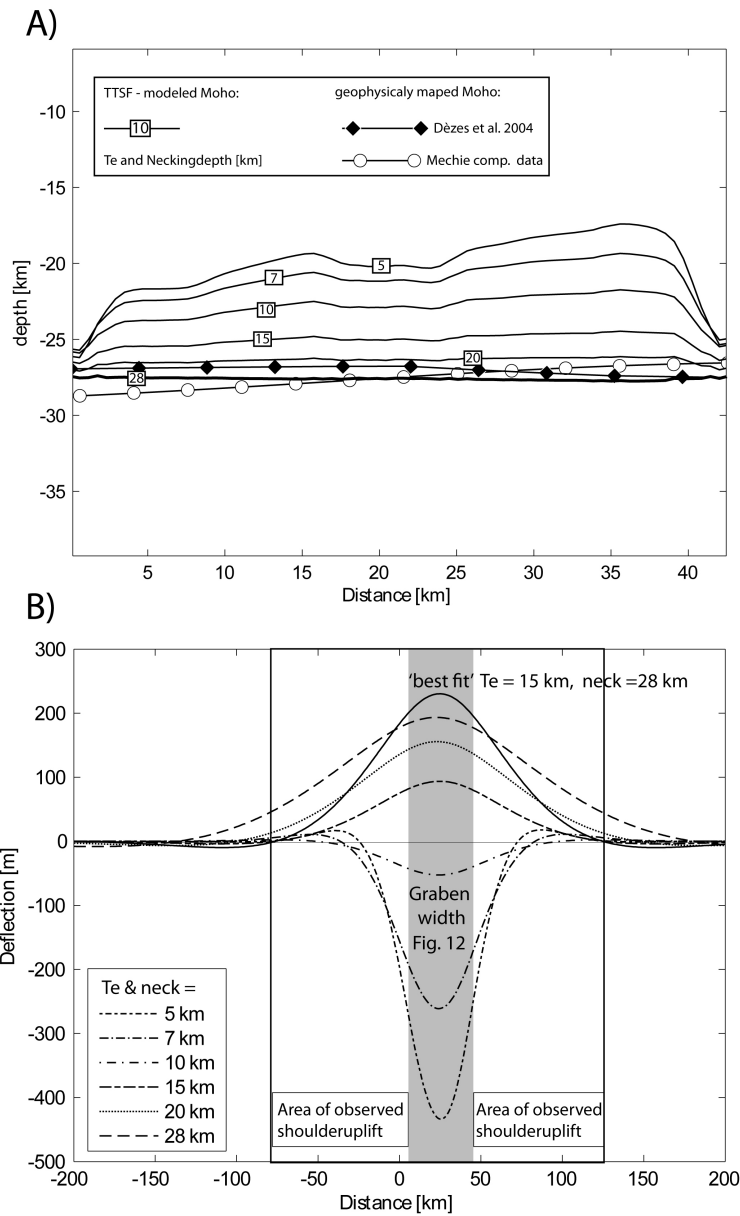 A)
TTSF - modeled Moho:
geophysicaly maped Moho:
10
Dèzes et al. 2004
Te and Neckingdepth [km]
Mechie comp. data
-10
-15
-20
-25
-30
-35
depth [km]
5
7
10
15
20
28
5
10
15
20
25
30
35
40
Distance [km]
B)
300
200
100
0
-100
-200
-300
-400
-500
Deflection [m]
'best fit' Te = 15 km, neck =28 km
Graben
width
Fig. 12
Te & neck =
5 km
7 km
10 km
15 km
20 km
28 km
Area of observed
shoulderuplift
Area of observed
shoulderuplift
-200
-150
-100
-50
0
50
100
150
200
Distance [km]